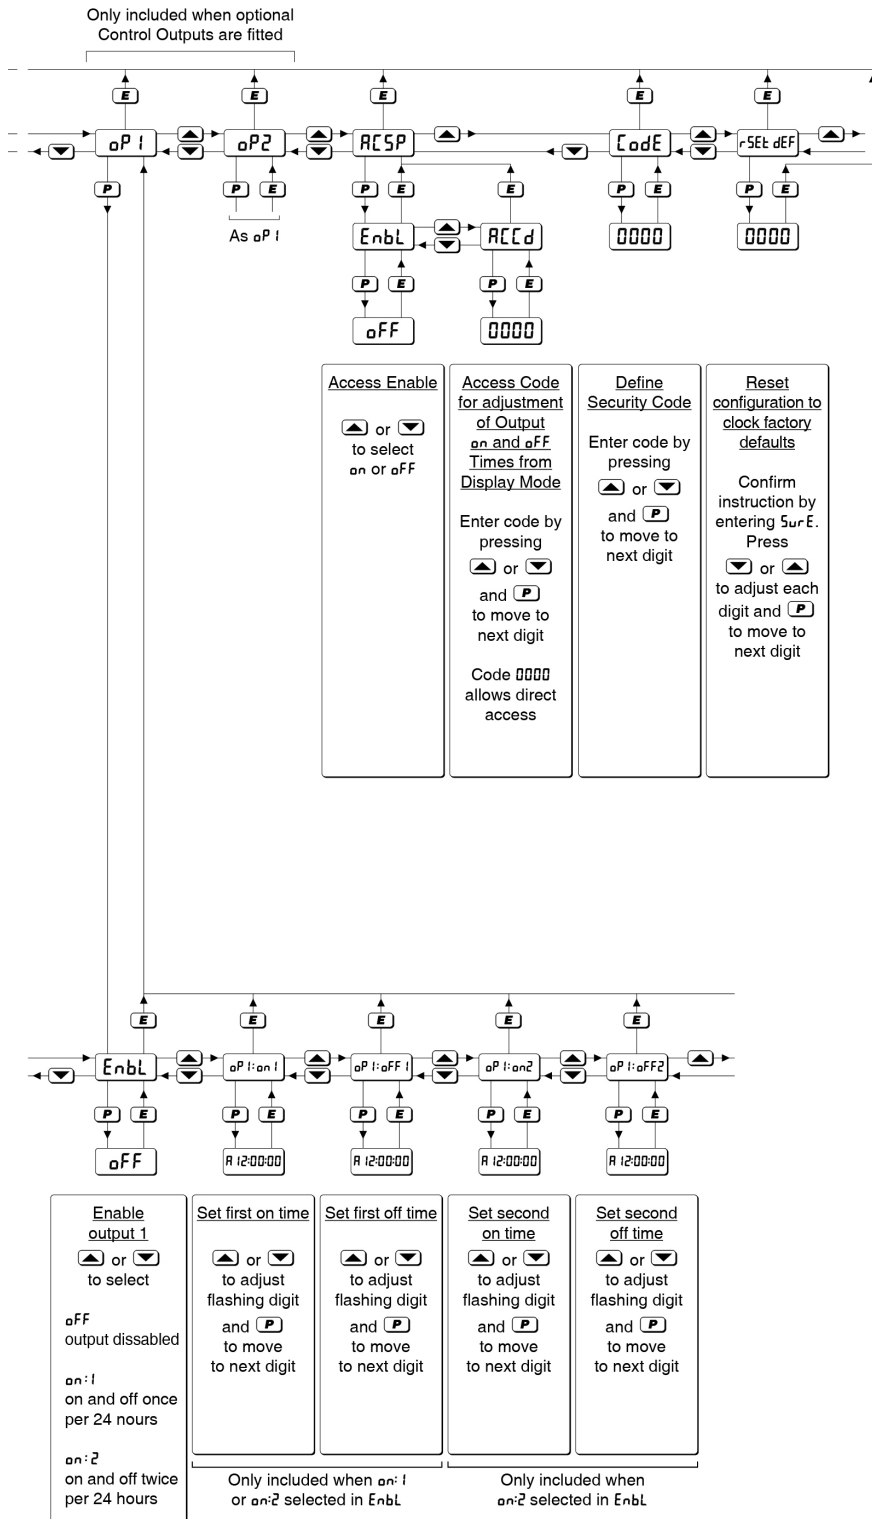 Only included when optional
Control Outputs are fitted
E E E E E
oP1 oP2 ACSP CodE rSEt dEF
P P E P E E P E P E
As oP1
EnbL ACCd 0000 0000
P E P E
oFF 0000
Access Enable
or
to select
on or oFF
Access Code
for adjustment
of Output
on and oFF
Times from
Display Mode
Enter code by
pressing
or
and P
to move to
next digit
Code 0000
allows direct
access
Define
Security Code
Enter code by
pressing
or
and P
to move to
next digit
Reset
configuration to
clock factory
defaults
Confirm
instruction by
entering SurE.
Press
or
to adjust each
digit and P
to move to
next digit
E E E E E
EnbL oP1:on1 oP1:oFF1 oP1:on2 oP1:oFF2
P E P E P E P E P E
oFF A12:00:00 A12:00:00 A12:00:00 A12:00:00
Enable
output 1
or
to select
oFF
output dissabled
on:1
on and off once
per 24 nours
on:2
on and off twice
per 24 hours
Set first on time
or
to adjust
flashing digit
and P
to move
to next digit
Set first off time
or
to adjust
flashing digit
and P
to move
to next digit
Set second
on time
or
to adjust
flashing digit
and P
to move
to next digit
Set second
off time
or
to adjust
flashing digit
and P
to move
to next digit
Only included when on:1
or on:2 selected in EnbL
Only included when
on:2 selected in EnbL